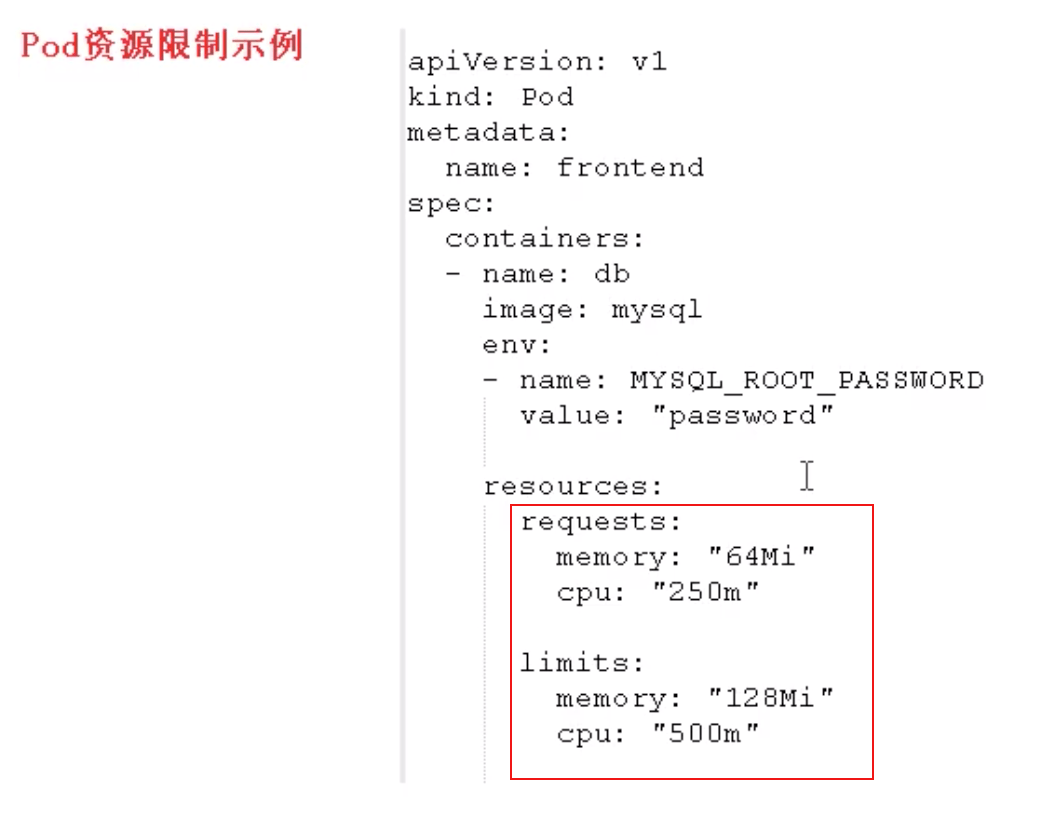 Pod资源限制示例
apiVersion: v1
kind: Pod
metadata:
  name: frontend
spec:
  containers:
  - name: db
    image: mysql
    env:
    - name: MYSQL_ROOT_PASSWORD
      value: "password"
    resources:
      requests:
        memory: "64Mi"
        cpu: "250m"
      limits:
        memory: "128Mi"
        cpu: "500m"